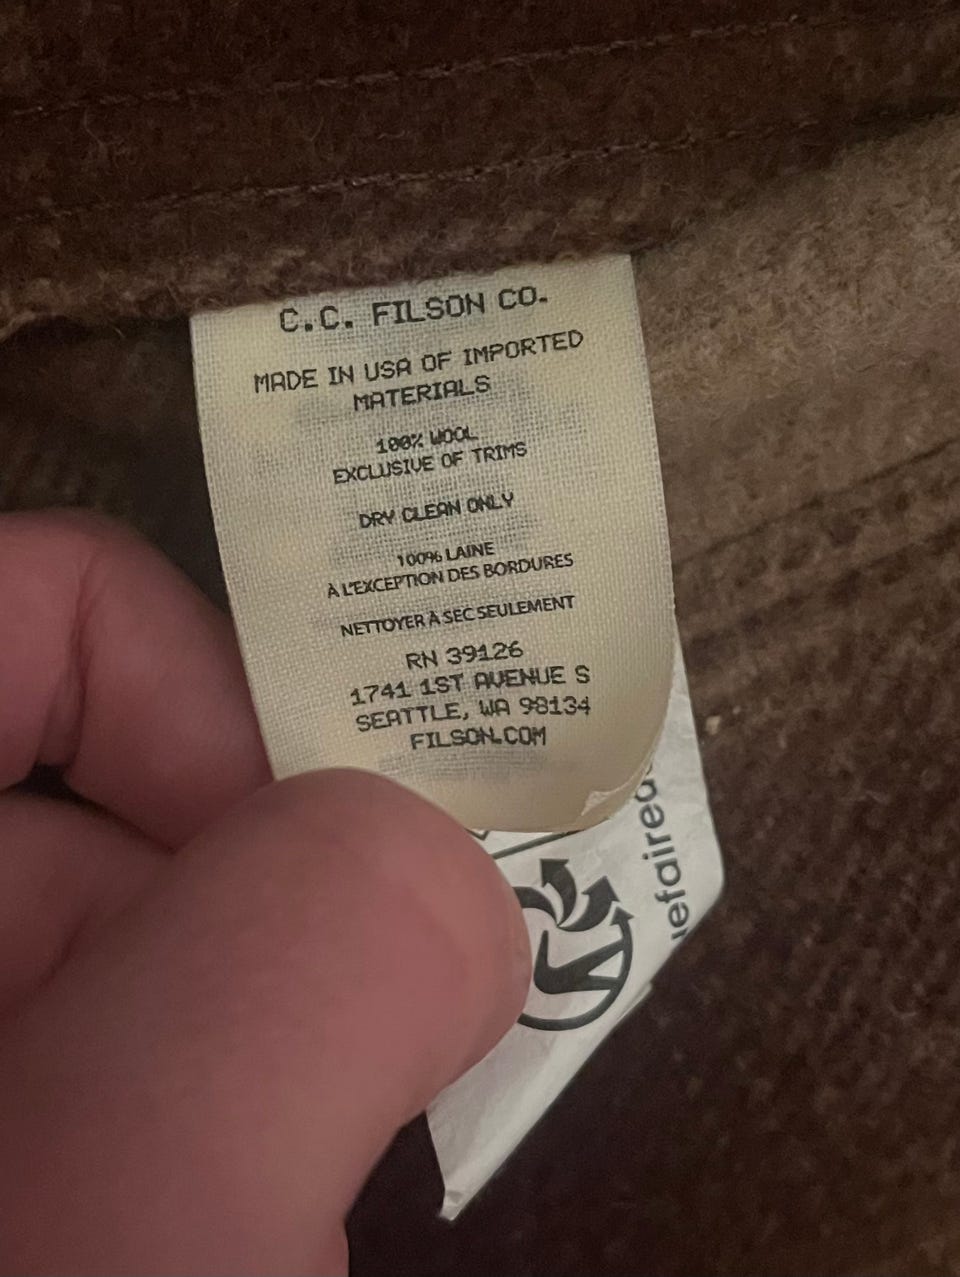 C.C. FILSON CO.
MADE IN USA OF IMPORTED
MATERIALS
100% WOOL
EXCLUSIVE OF TRIMS
DRY CLEAN ONLY
100% LAINE
À L'EXCEPTION DES BORDURES
NETTOYER À SEC SEULEMENT
RN 39126
1741 1ST AVENUE S
SEATTLE, WA 98134
FILSON.COM